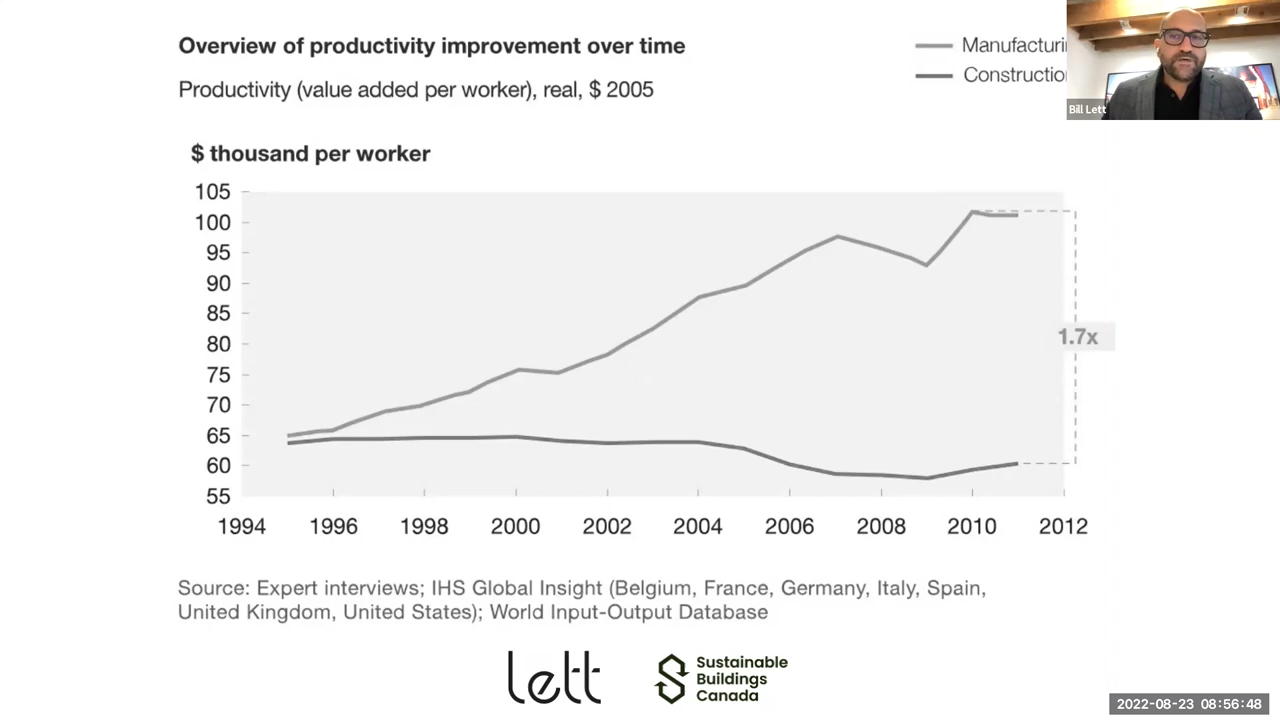 Overview of productivity improvement over time
Productivity (value added per worker), real, $ 2005
Manufacturi
Constructio
Bill Lett
$ thousand per worker
105
100
95
90
85
80
75
70
65
60
55
1.7x
1994 1996 1998 2000 2002 2004 2006 2008 2010 2012
Source: Expert interviews; IHS Global Insight (Belgium, France, Germany, Italy, Spain,
United Kingdom, United States); World Input-Output Database
lett
Sustainable
Buildings
Canada
2022-08-23 08:56:48